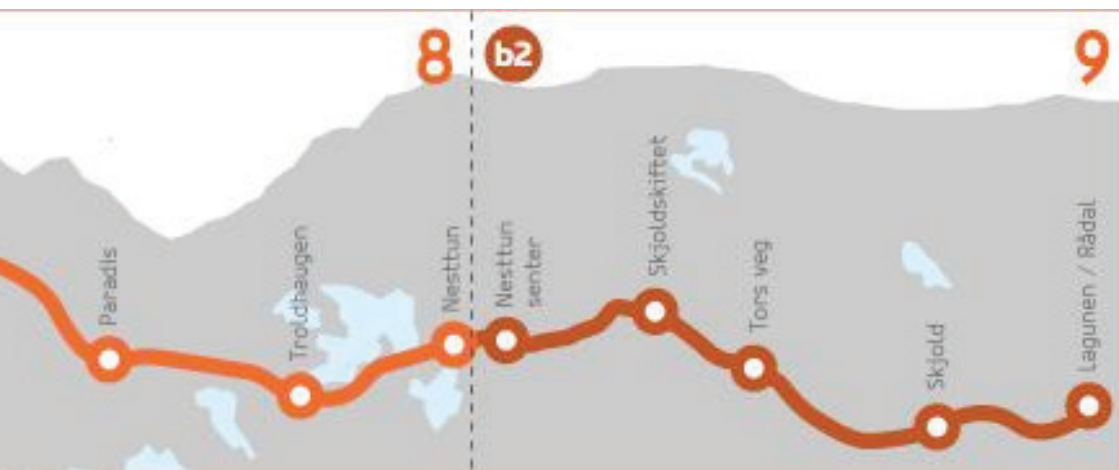 8
b2
9
Paradis
Troldhaugen
Nesttun
Nesttun
senter
Skjoldskiftet
Tors veg
Skjold
Lagunen / Rådal